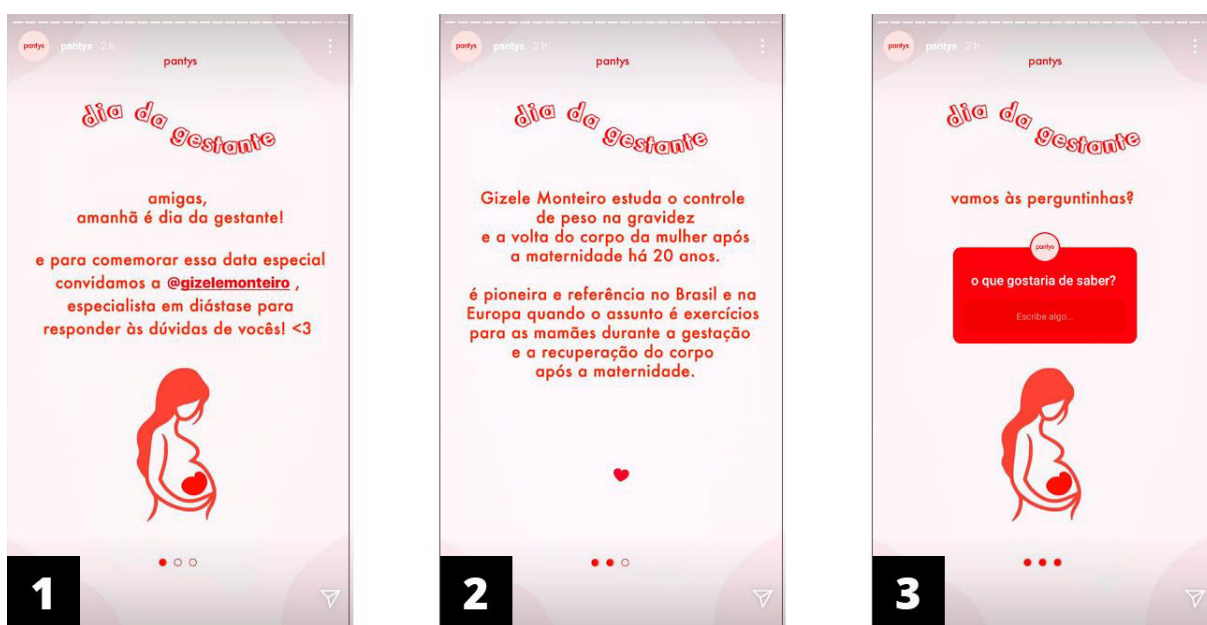 pantys
pantys 2 h
pantys
dia da
gestante
amigas,
amanhã é dia da gestante!
e para comemorar essa data especial
convidamos a @gizelemonteiro ,
especialista em diástase para
responder às dúvidas de vocês! <3
1
pantys
pantys 2 h
pantys
dia da
gestante
Gizele Monteiro estuda o controle
de peso na gravidez
e a volta do corpo da mulher após
a maternidade há 20 anos.
é pioneira e referência no Brasil e na
Europa quando o assunto é exercícios
para as mamães durante a gestação
e a recuperação do corpo
após a maternidade.
2
pantys
pantys 2 h
pantys
dia da
gestante
vamos às perguntinhas?
pantys
o que gostaria de saber?
Escribe algo...
3